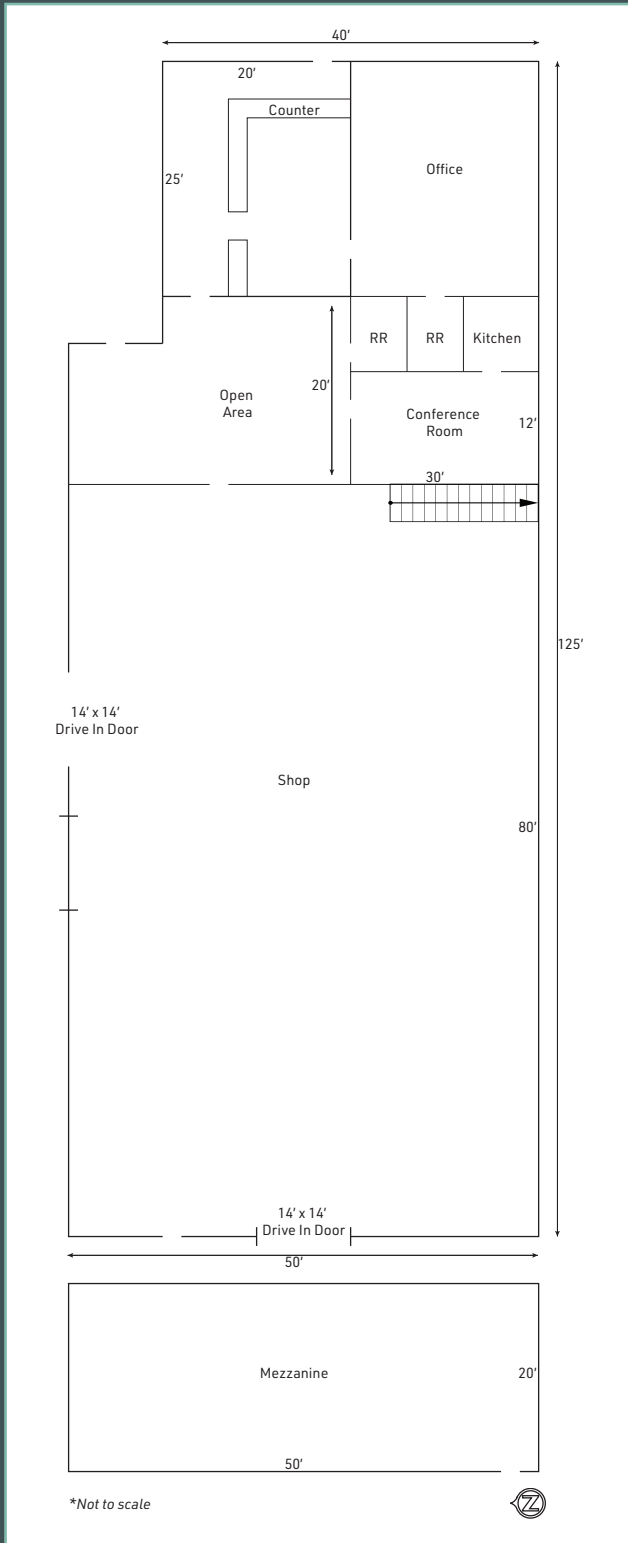 40'
20'
Counter
25'
Office
RR
RR
Kitchen
20'
Open
Area
Conference
Room
12'
30'
125'
14' x 14'
Drive In Door
Shop
80'
14' x 14'
Drive In Door
50'
Mezzanine
20'
50'
*Not to scale
Z